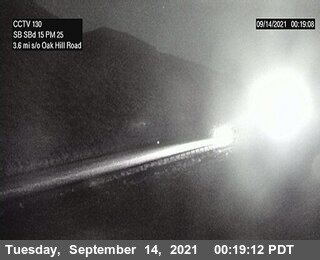 CCTV 130
SB SBd 15 PM 25
3.6 mi s/o Oak Hill Road
09/14/2021 00:19:08
Tuesday, September 14, 2021 00:19:12 PDT